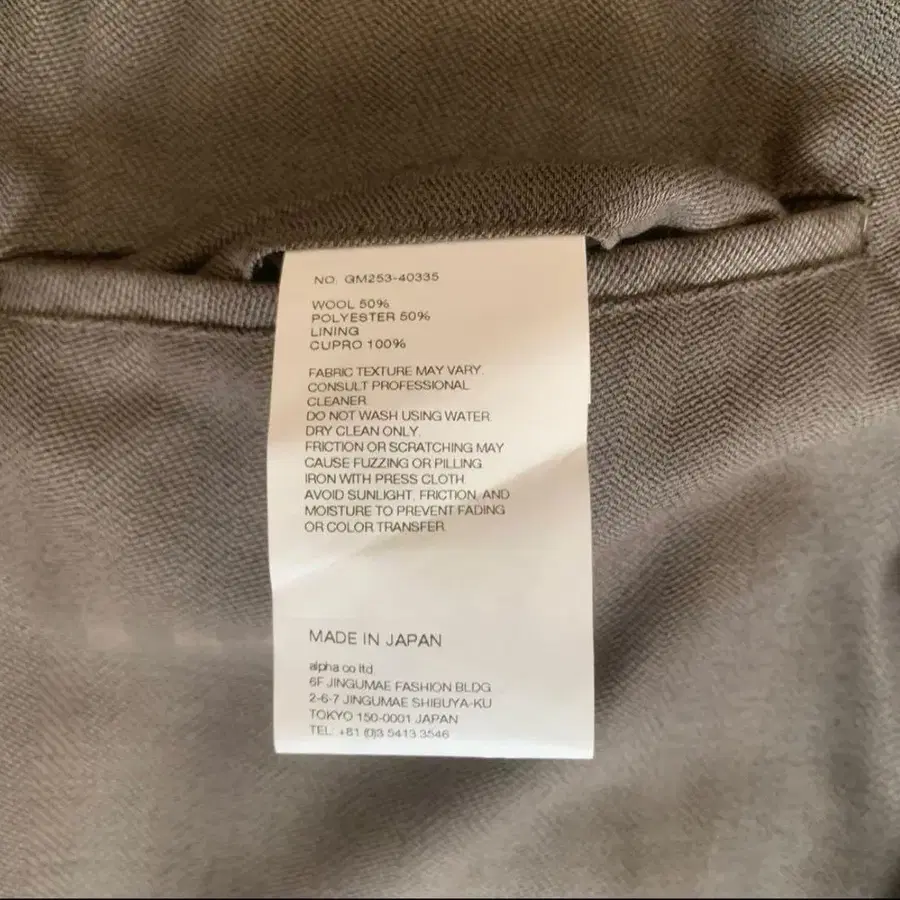 NO. GM253-40335
WOOL 50%
POLYESTER 50%
LINING
CUPRO 100%
FABRIC TEXTURE MAY VARY.
CONSULT PROFESSIONAL
CLEANER.
DO NOT WASH USING WATER.
DRY CLEAN ONLY.
FRICTION OR SCRATCHING MAY
CAUSE FUZZING OR PILLING.
IRON WITH PRESS CLOTH
AVOID SUNLIGHT, FRICTION, AND
MOISTURE TO PREVENT FADING
OR COLOR TRANSFER.
MADE IN JAPAN
alpha co ltd.
6F JINGUMAE FASHION BLDG.
2-6-7 JINGUMAE SHIBUYA-KU
TOKYO 150-0001 JAPAN
TEL: +81 (0)3 5413 3546